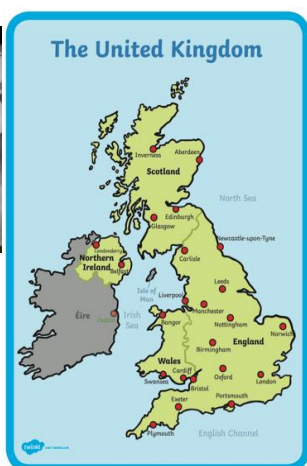 The United Kingdom
Inverness
Aberdeen
Scotland
North Sea
Edinburgh
Glasgow
Newcastle-upon-Tyne
Londonderry
Carlisle
Northern
Ireland
Belfast
Isle of
Man
Leeds
Liverpool
Manchester
Éire
Dublin
Irish
Sea
Bangor
Nottingham
Norwich
England
Birmingham
Wales
Cardiff
Oxford
London
Swansea
Bristol
Portsmouth
Exeter
Plymouth
English Channel
twinkl